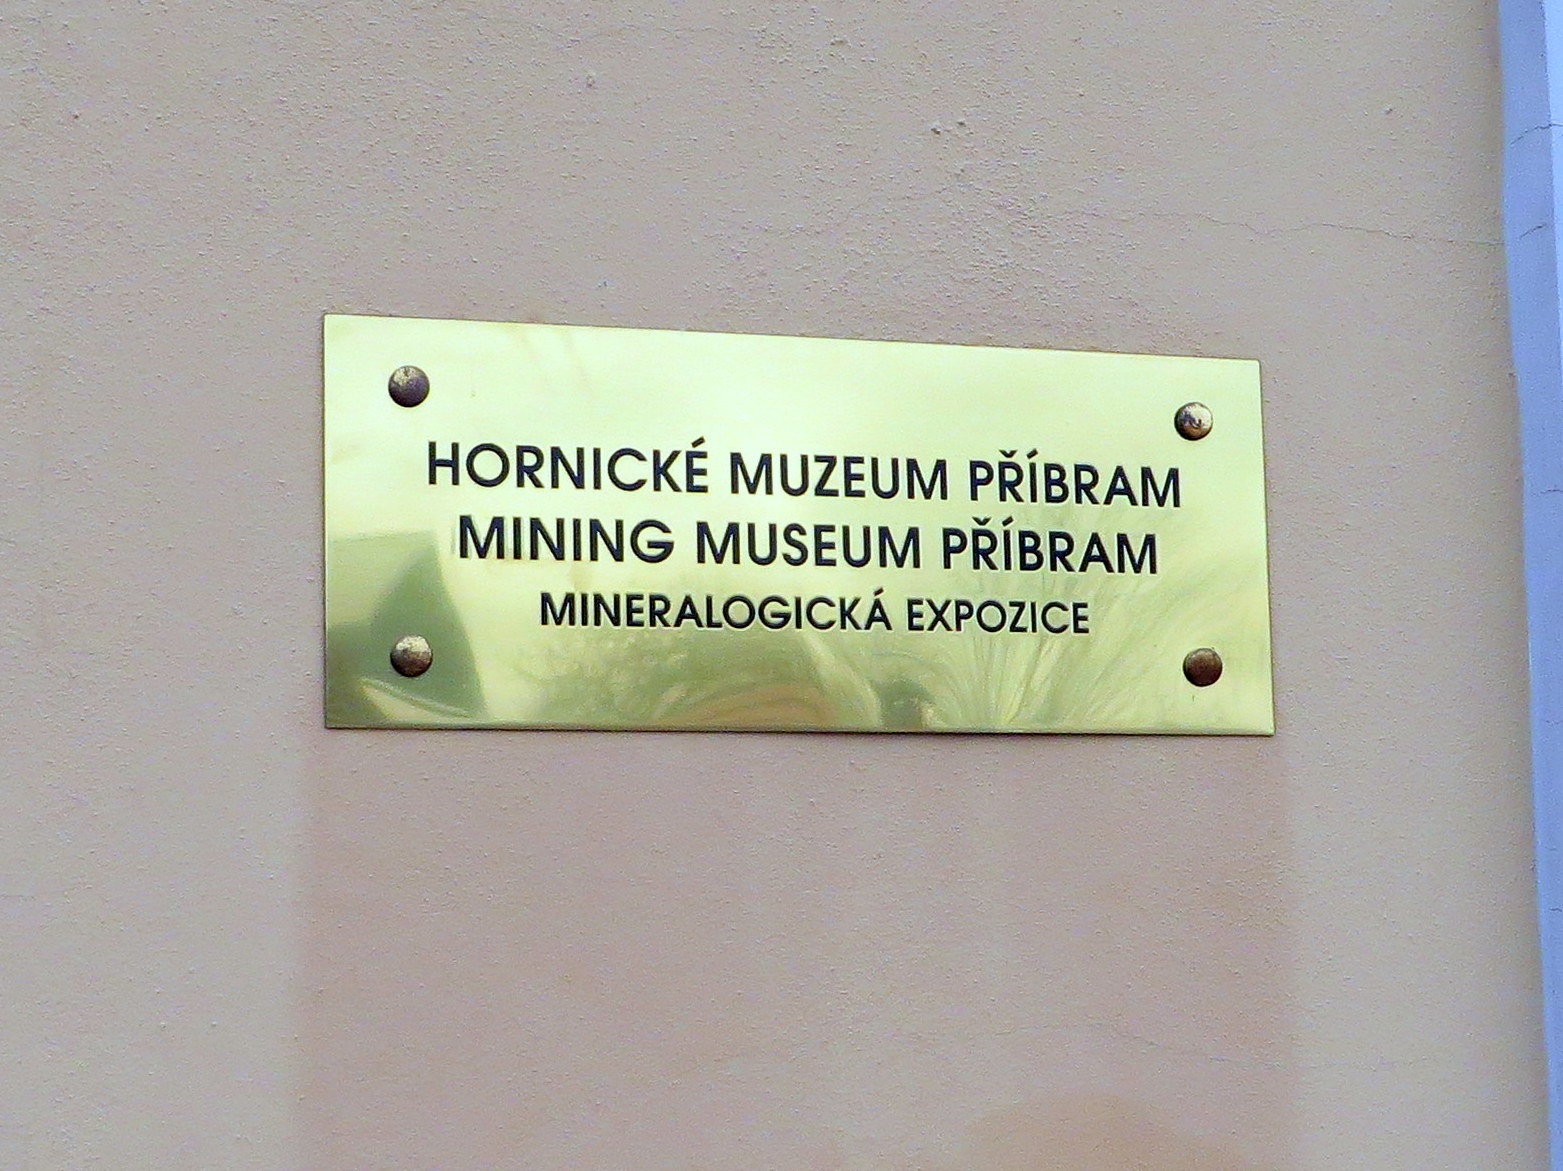 HORNICKÉ MUZEUM PŘÍBRAM
MINING MUSEUM PŘÍBRAM
MINERALOGICKÁ EXPOZICE